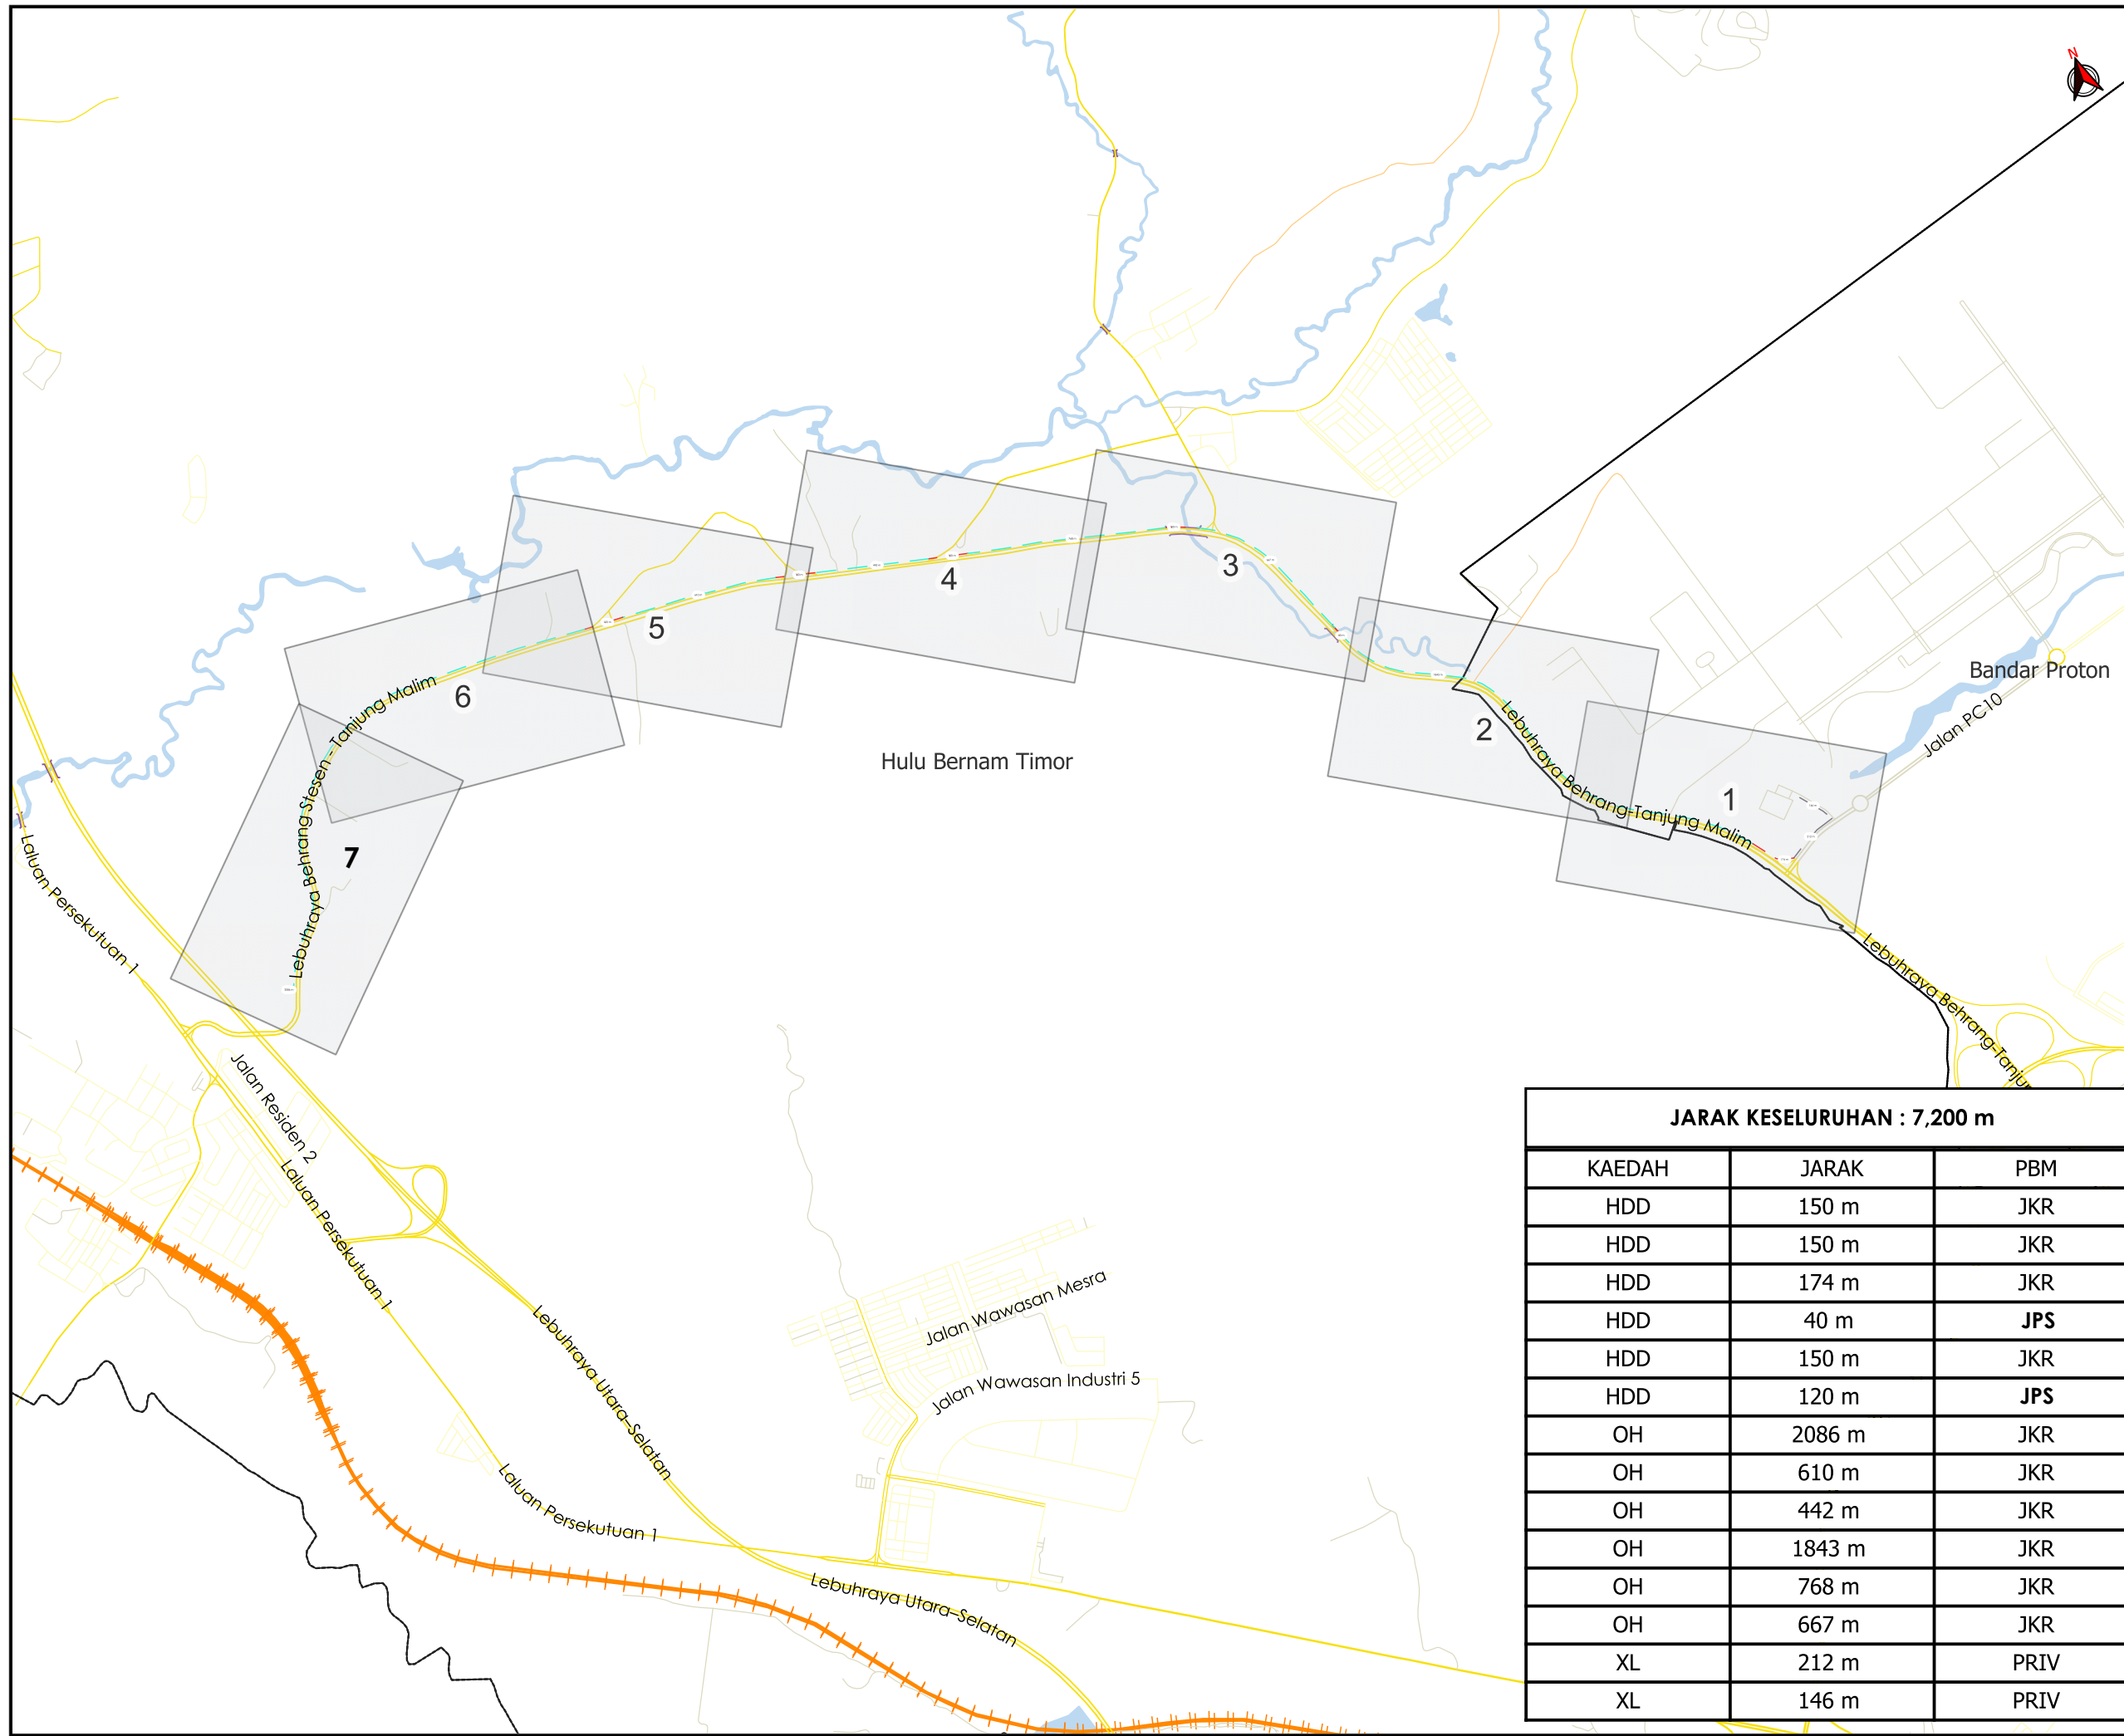 N
Bandar Proton
Jalan PC10
1
2
3
4
5
6
7
Hulu Bernam Timor
Lebuhraya Behrang Stesen - Tanjung Malim
Lebuhraya Behrang-Tanjung Malim
Lebuhraya Behrang-Tanjun
Laluan Persekutuan 1
Jalan Residen 2
Laluan Persekutuan 1
Lebuhraya Utara-Selatan
Jalan Wawasan Mesra
Jalan Wawasan Industri 5
Laluan Persekutuan 1
Lebuhraya Utara-Selatan
JARAK KESELURUHAN : 7,200 m
KAEDAH JARAK PBM
HDD 150 m JKR
HDD 150 m JKR
HDD 174 m JKR
HDD 40 m JPS
HDD 150 m JKR
HDD 120 m JPS
OH 2086 m JKR
OH 610 m JKR
OH 442 m JKR
OH 1843 m JKR
OH 768 m JKR
OH 667 m JKR
XL 212 m PRIV
XL 146 m PRIV